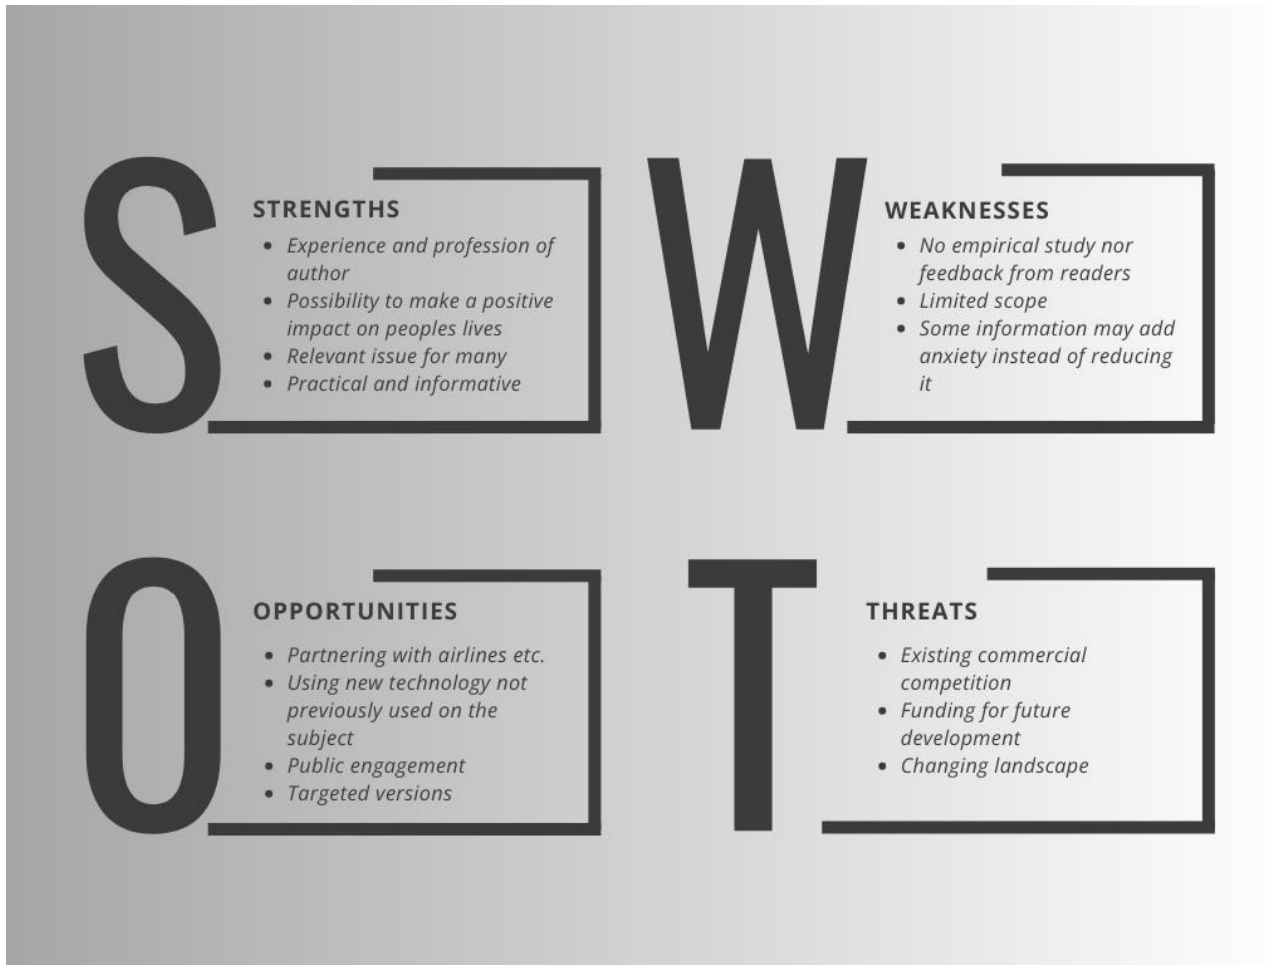 S
STRENGTHS
• Experience and profession of
author
• Possibility to make a positive
impact on peoples lives
• Relevant issue for many
• Practical and informative
W
WEAKNESSES
• No empirical study nor
feedback from readers
• Limited scope
• Some information may add
anxiety instead of reducing
it
O
OPPORTUNITIES
• Partnering with airlines etc.
• Using new technology not
previously used on the
subject
• Public engagement
• Targeted versions
T
THREATS
• Existing commercial
competition
• Funding for future
development
• Changing landscape